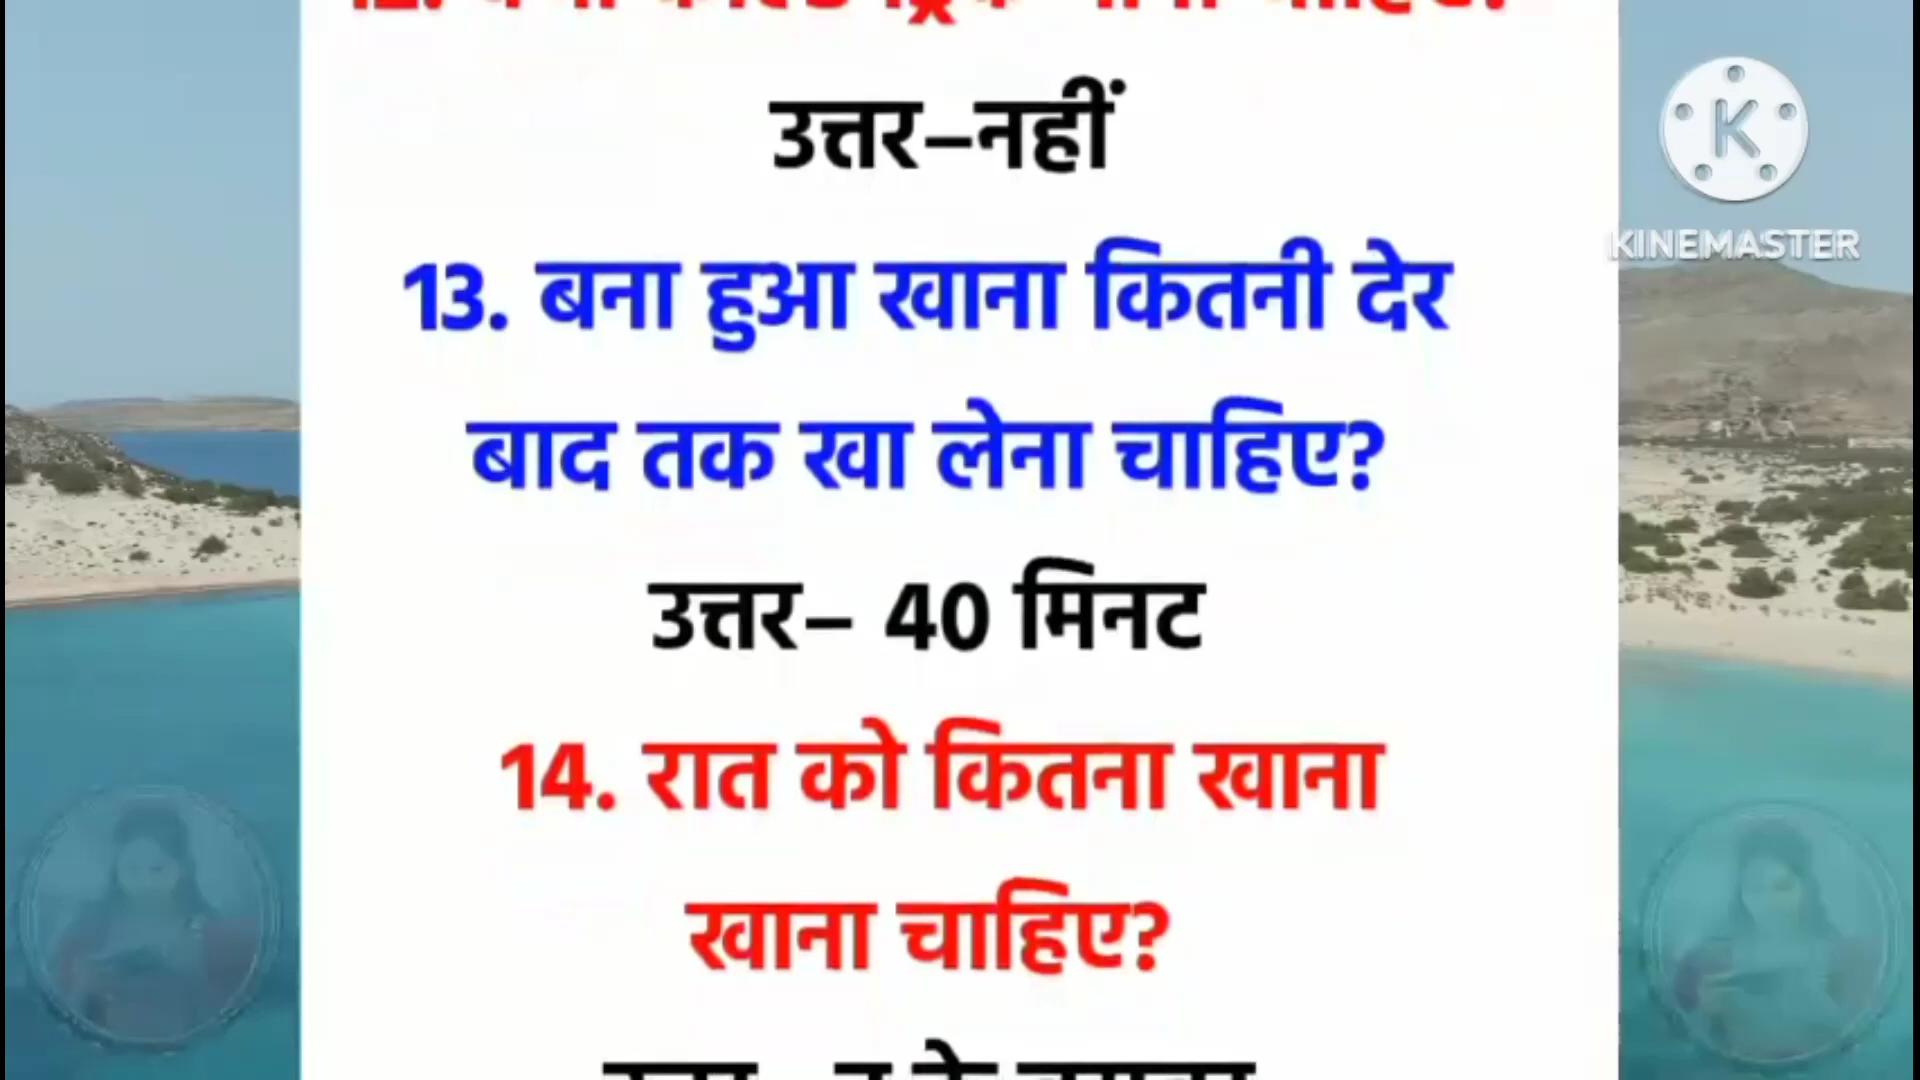 उत्तर–नहीं
KINEMASTER
13. बना हुआ खाना कितनी देर
बाद तक खा लेना चाहिए?
उत्तर– 40 मिनट
14. रात को कितना खाना
खाना चाहिए?